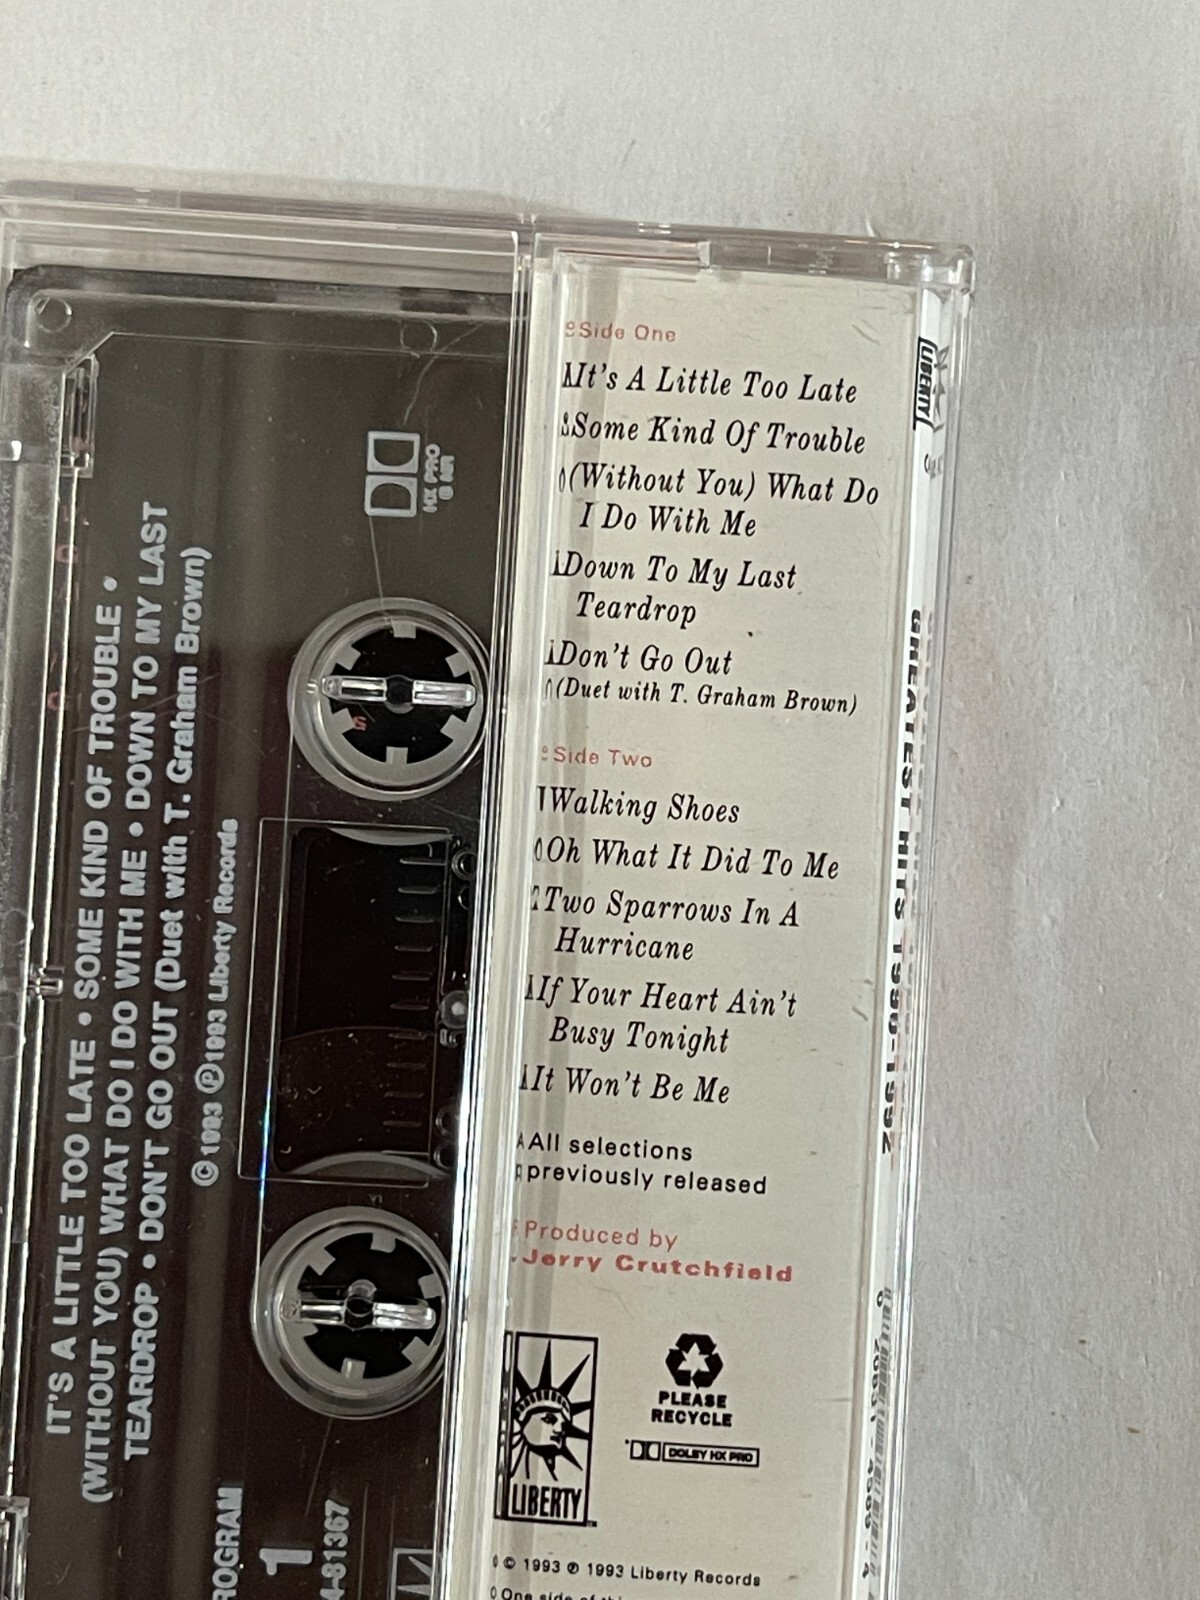 Side One
It's A Little Too Late
Some Kind Of Trouble
(Without You) What Do
I Do With Me
Down To My Last
Teardrop
Don't Go Out
(Duet with T. Graham Brown)
Side Two
Walking Shoes
Oh What It Did To Me
Two Sparrows In A
Hurricane
If Your Heart Ain't
Busy Tonight
It Won't Be Me
All selections
previously released
Produced by
Jerry Crutchfield
LIBERTY
PLEASE
RECYCLE
DOLBY HX PRO
© 1993 ℗ 1993 Liberty Records
One side of
IT'S A LITTLE TOO LATE • SOME KIND OF TROUBLE •
(WITHOUT YOU) WHAT DO I DO WITH ME • DOWN TO MY LAST
TEARDROP • DON'T GO OUT (Duet with T. Graham Brown)
© 1993 ℗ 1993 Liberty Records
HX PRO
1
4-81367
LIBERTY
GREATEST HITS 1990-1992